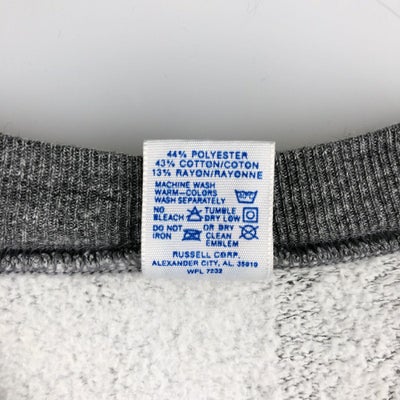 44% POLYESTER
43% COTTON/COTON
13% RAYON/RAYONNE
MACHINE WASH
WARM-COLORS
WASH SEPARATELY
NO BLEACH TUMBLE DRY LOW
DO NOT IRON OR DRY CLEAN EMBLEM
RUSSELL CORP.
ALEXANDER CITY, AL. 35010
WPL 7232